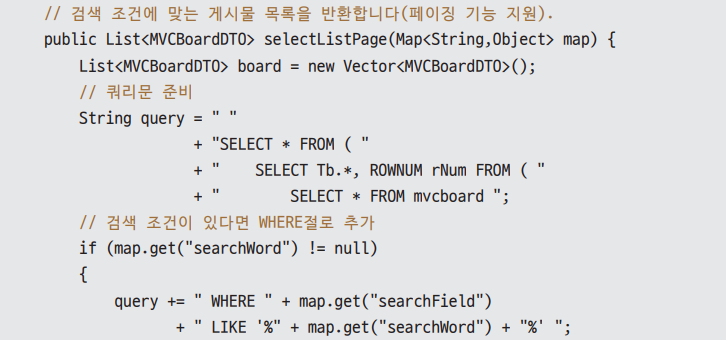 // 검색 조건에 맞는 게시물 목록을 반환합니다(페이징 기능 지원).
public List<MVCBoardDTO> selectListPage(Map<String,Object> map) {
    List<MVCBoardDTO> board = new Vector<MVCBoardDTO>();
    // 쿼리문 준비
    String query = " "
                 + "SELECT * FROM ( "
                 + "    SELECT Tb.*, ROWNUM rNum FROM ( "
                 + "        SELECT * FROM mvcboard ";
    // 검색 조건이 있다면 WHERE절로 추가
    if (map.get("searchWord") != null)
    {
        query += " WHERE " + map.get("searchField")
               + " LIKE '%" + map.get("searchWord") + "%' ";